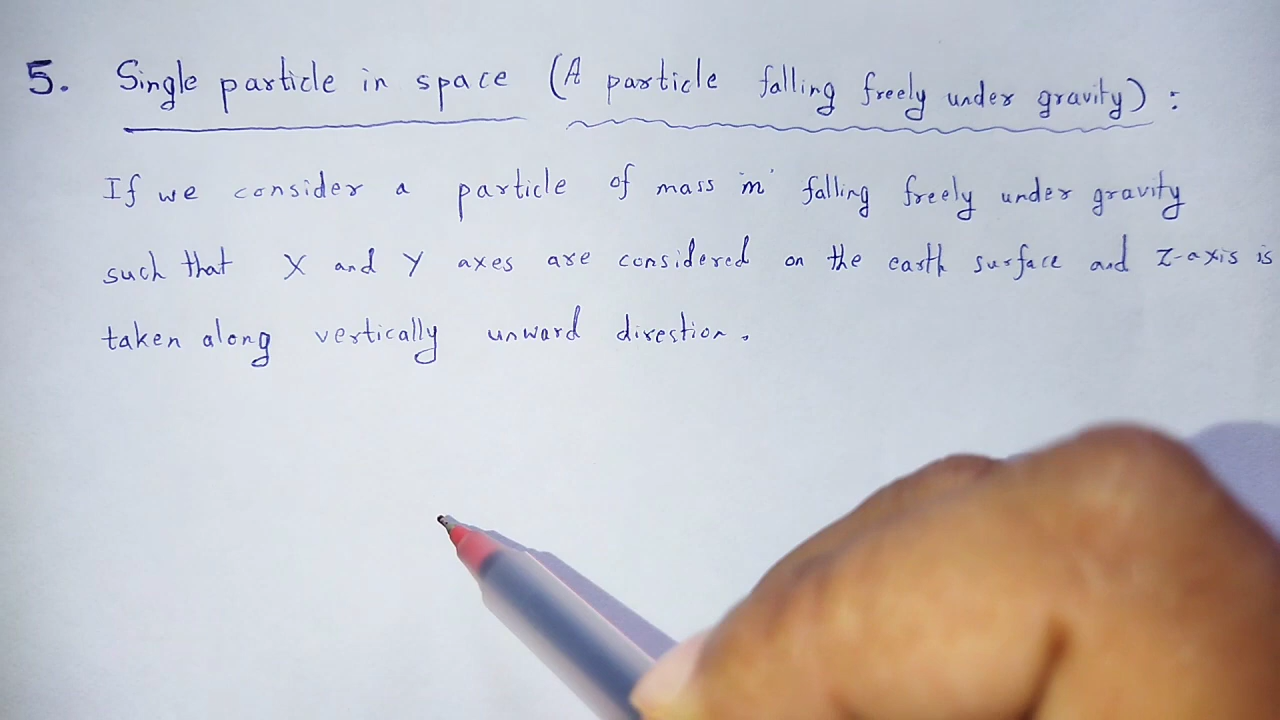 5. Single particle in space (A particle falling freely under gravity) :
If we consider a particle of mass 'm' falling freely under gravity
such that X and Y axes are considered on the earth surface and Z-axis is
taken along vertically upward direction.